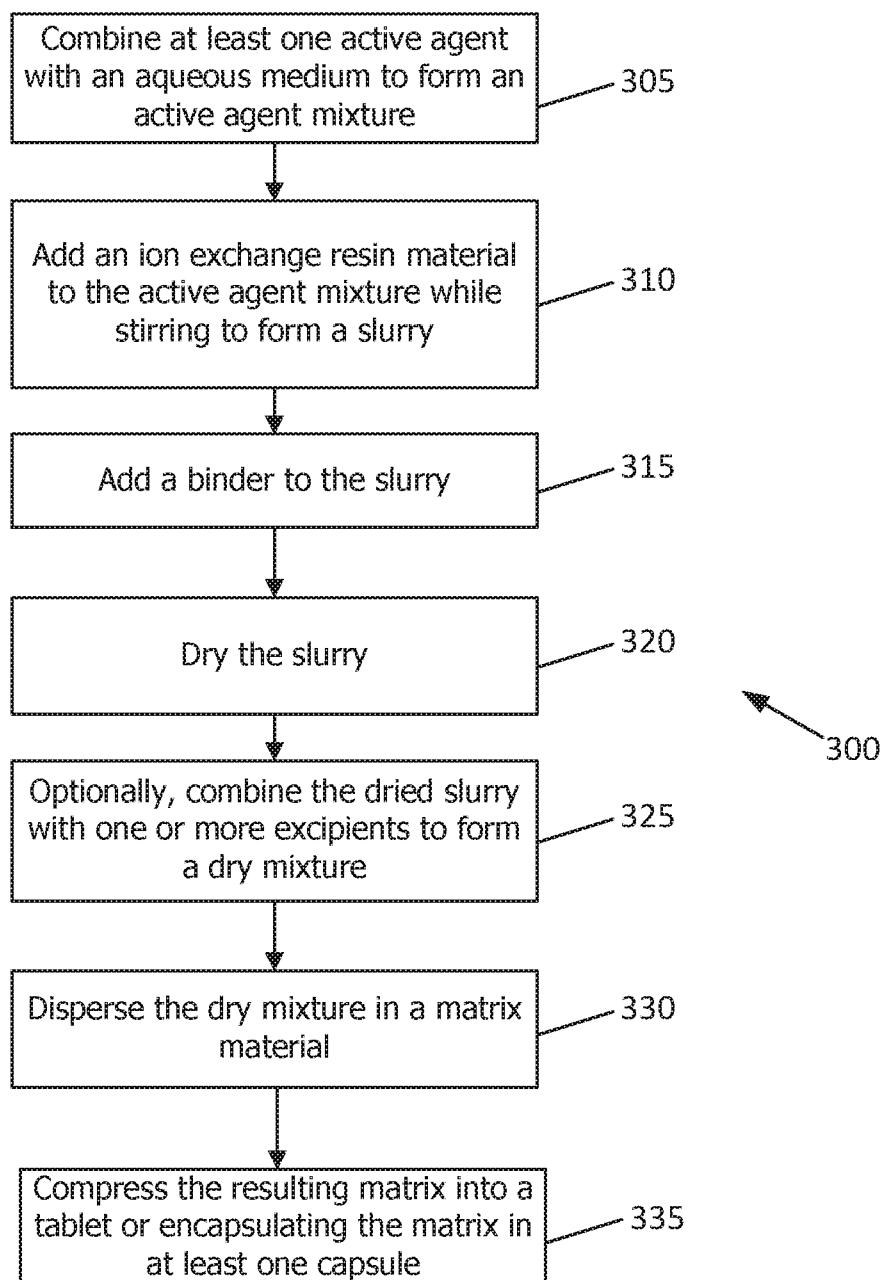 Combine at least one active agent
with an aqueous medium to form an
active agent mixture
305
Add an ion exchange resin material
to the active agent mixture while
stirring to form a slurry
310
Add a binder to the slurry
315
Dry the slurry
320
300
Optionally, combine the dried slurry
with one or more excipients to form
a dry mixture
325
Disperse the dry mixture in a matrix
material
330
Compress the resulting matrix into a
tablet or encapsulating the matrix in
at least one capsule
335